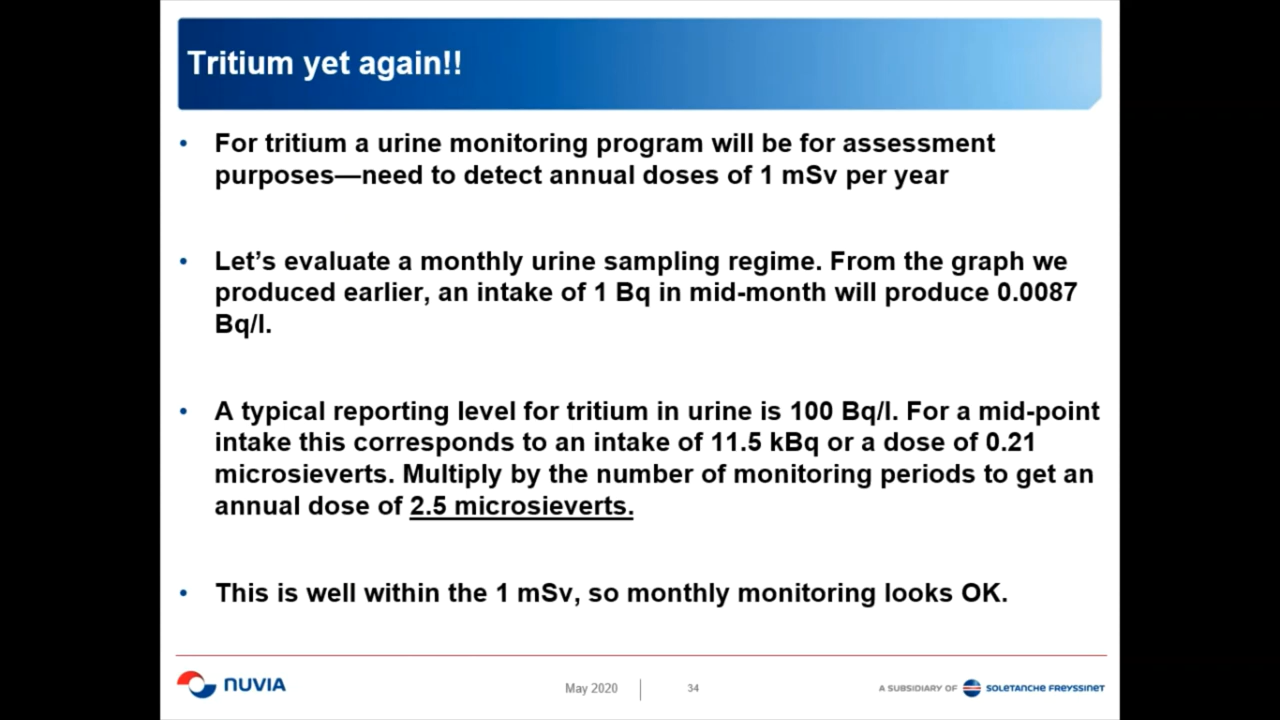 Tritium yet again!!
• For tritium a urine monitoring program will be for assessment
purposes—need to detect annual doses of 1 mSv per year
• Let's evaluate a monthly urine sampling regime. From the graph we
produced earlier, an intake of 1 Bq in mid-month will produce 0.0087
Bq/l.
• A typical reporting level for tritium in urine is 100 Bq/l. For a mid-point
intake this corresponds to an intake of 11.5 kBq or a dose of 0.21
microsieverts. Multiply by the number of monitoring periods to get an
annual dose of 2.5 microsieverts.
• This is well within the 1 mSv, so monthly monitoring looks OK.
NUVIA
May 2020
34
A SUBSIDIARY OF SOLETANCHE FREYSSINET